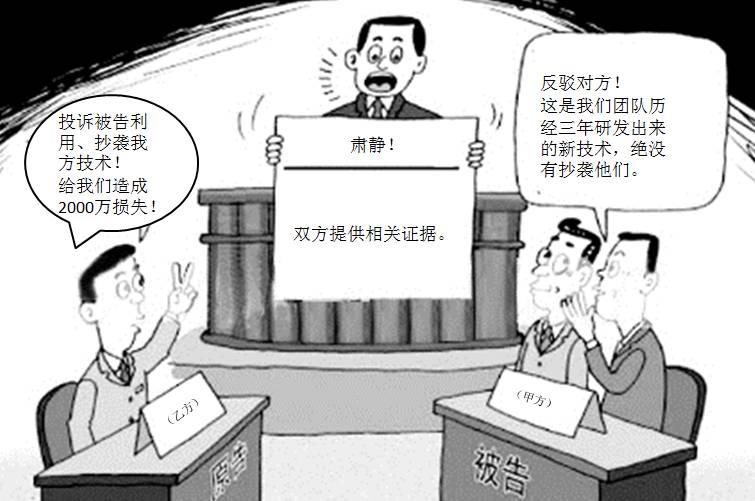 肃静！
双方提供相关证据。
投诉被告利
用、抄袭我
方技术！
给我们造成
2000万损失！
反驳对方！
这是我们团队历
经三年研发出来
的新技术，绝没
有抄袭他们。
（乙方）
（甲方）
原告
被告